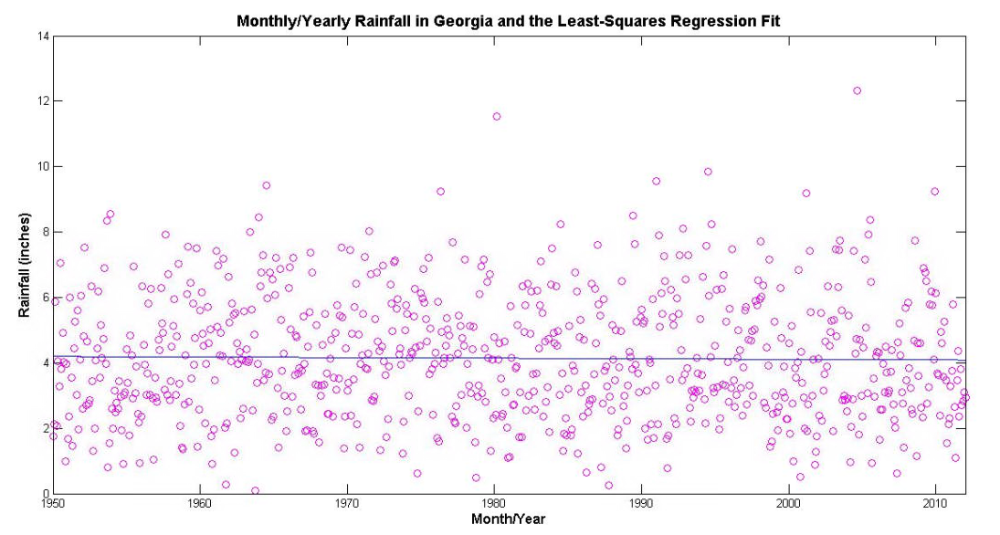 Monthly/Yearly Rainfall in Georgia and the Least-Squares Regression Fit
14
12
10
8
6
4
2
0
Rainfall (inches)
1950 1960 1970 1980 1990 2000 2010
Month/Year